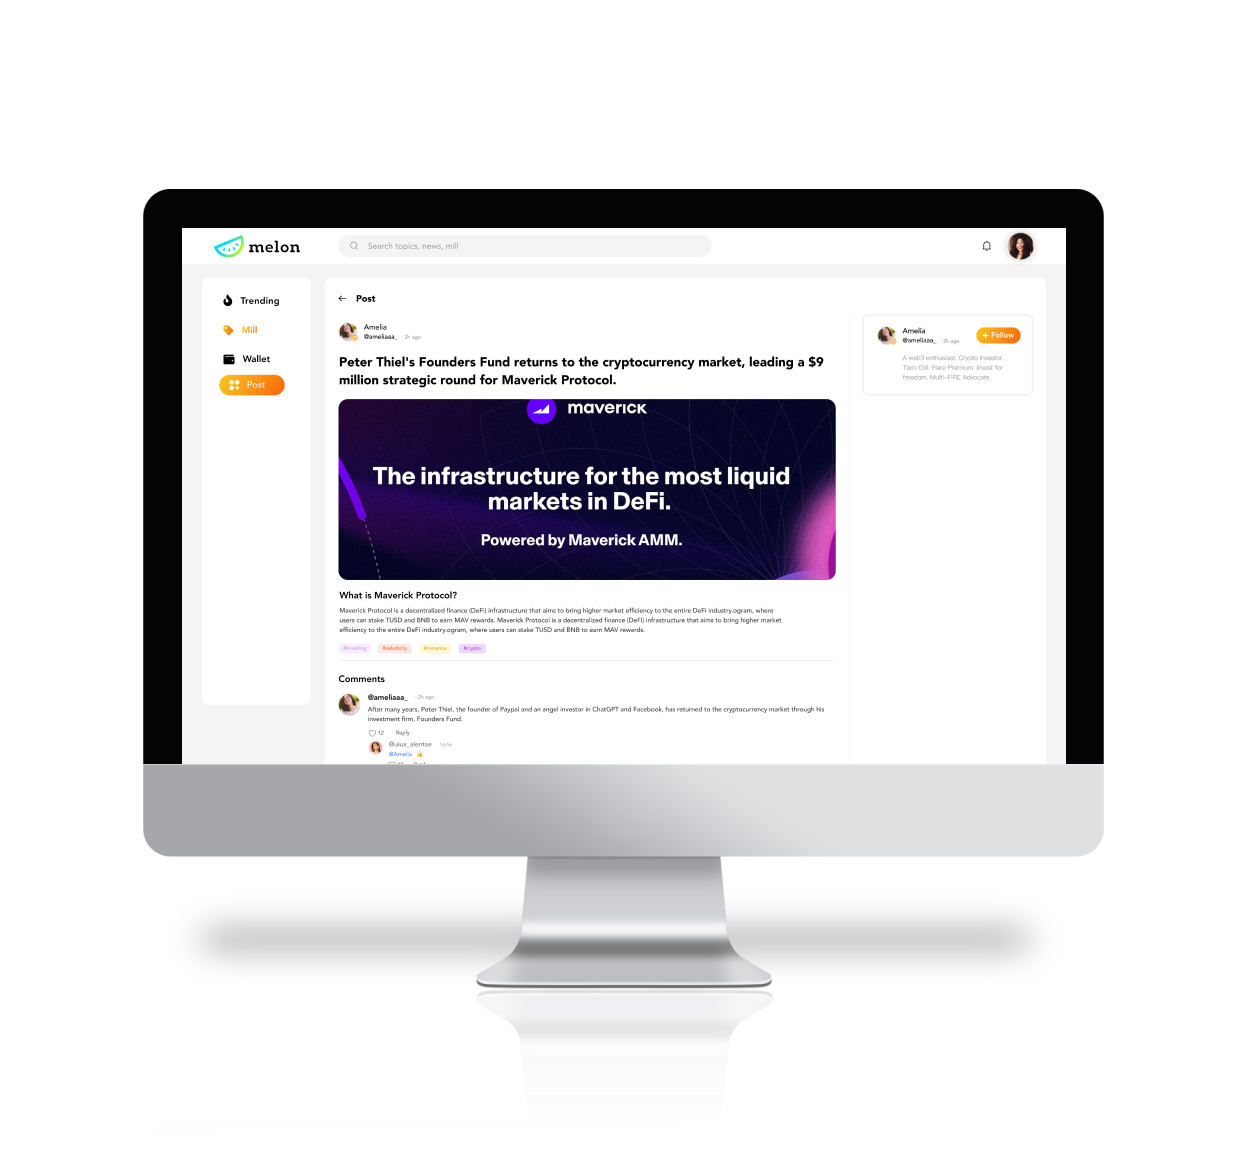 melon
Search topics, news, mill
Trending
Mill
Wallet
Post
Post
Amelia
@ameliaaa_ · 2h ago
Peter Thiel's Founders Fund returns to the cryptocurrency market, leading a $9
million strategic round for Maverick Protocol.
maverick
The infrastructure for the most liquid
markets in DeFi.
Powered by Maverick AMM.
What is Maverick Protocol?
Maverick Protocol is a decentralized finance (DeFi) infrastructure that aims to bring higher market efficiency to the entire DeFi industry.ogram, where
users can stake TUSD and BNB to earn MAV rewards. Maverick Protocol is a decentralized finance (DeFi) infrastructure that aims to bring higher market
efficiency to the entire DeFi industry.ogram, where users can stake TUSD and BNB to earn MAV rewards.
#breaking #celebrity #romance #crypto
Comments
@ameliaaa_ · 2h ago
After many years, Peter Thiel, the founder of Paypal and an angel investor in ChatGPT and Facebook, has returned to the cryptocurrency market through his
investment firm, Founders Fund.
12 Reply
@uiux_alentse
@Amelia 👍
Amelia
@ameliaaa_ · 2h ago
+ Follow
A web3 enthusiast. Crypto Investor.
Tech Girl. Flare Premium. Invest for
freedom. Multi-FIRE Advocate.